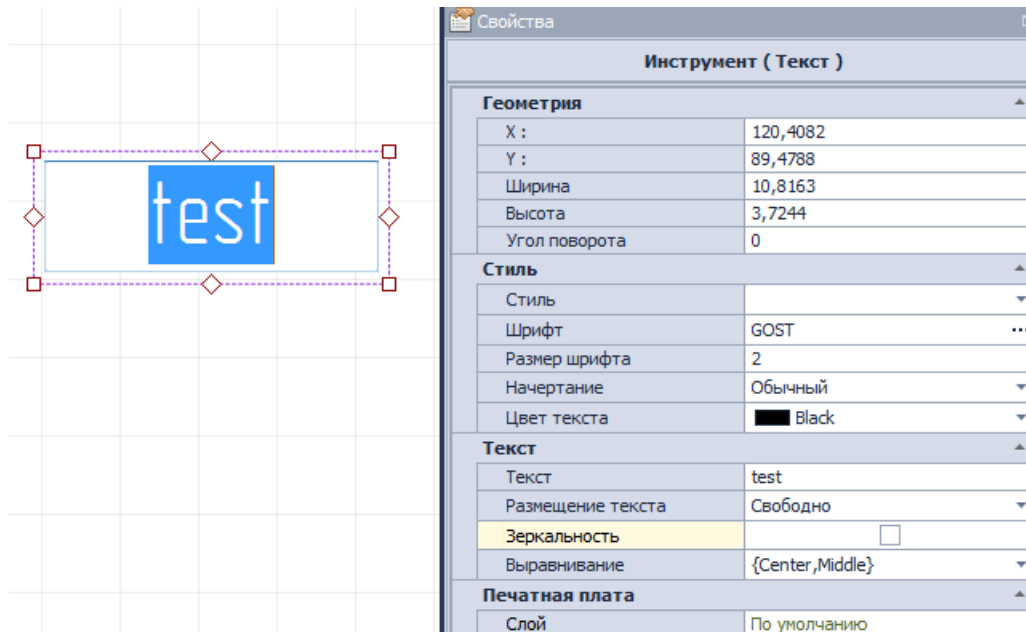 test
Свойства
Инструмент ( Текст )
Геометрия
X : 120,4082
Y : 89,4788
Ширина 10,8163
Высота 3,7244
Угол поворота 0
Стиль
Стиль
Шрифт GOST ...
Размер шрифта 2
Начертание Обычный
Цвет текста Black
Текст
Текст test
Размещение текста Свободно
Зеркальность
Выравнивание {Center,Middle}
Печатная плата
Слой По умолчанию